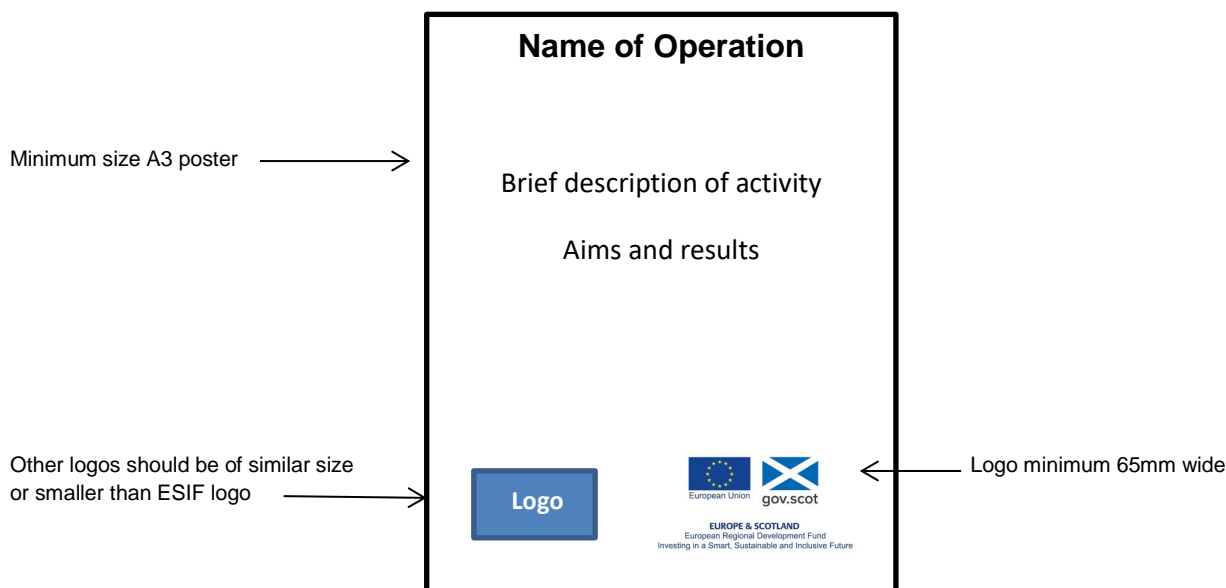 Name of Operation
Minimum size A3 poster
Brief description of activity
Aims and results
Other logos should be of similar size
or smaller than ESIF logo
Logo
European Union
gov.scot
Logo minimum 65mm wide
EUROPE & SCOTLAND
European Regional Development Fund
Investing in a Smart, Sustainable and Inclusive Future